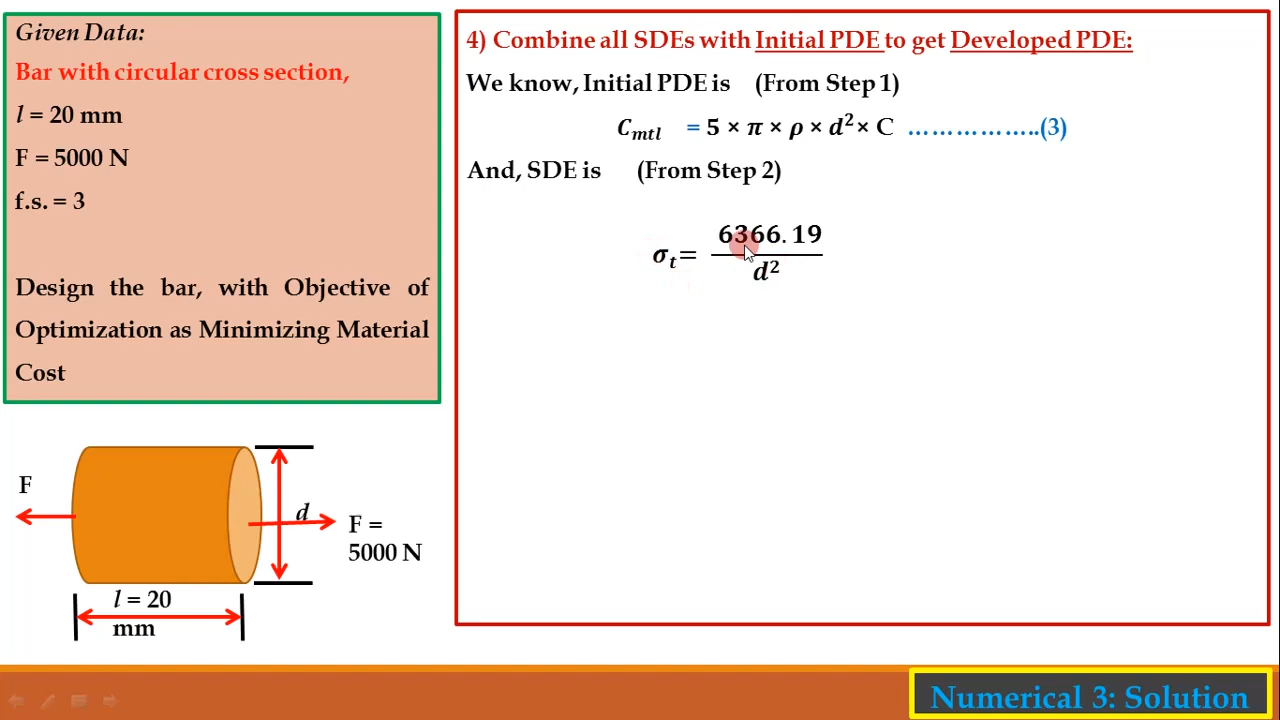 Given Data:
Bar with circular cross section,
l = 20 mm
F = 5000 N
f.s. = 3
Design the bar, with Objective of
Optimization as Minimizing Material
Cost
F
d
F =
5000 N
l = 20
mm
4) Combine all SDEs with Initial PDE to get Developed PDE:
We know, Initial PDE is (From Step 1)
C_mtl = 5 × π × ρ × d² × C ……………..(3)
And, SDE is (From Step 2)
σ_t = 6366.19 / d²
Numerical 3: Solution